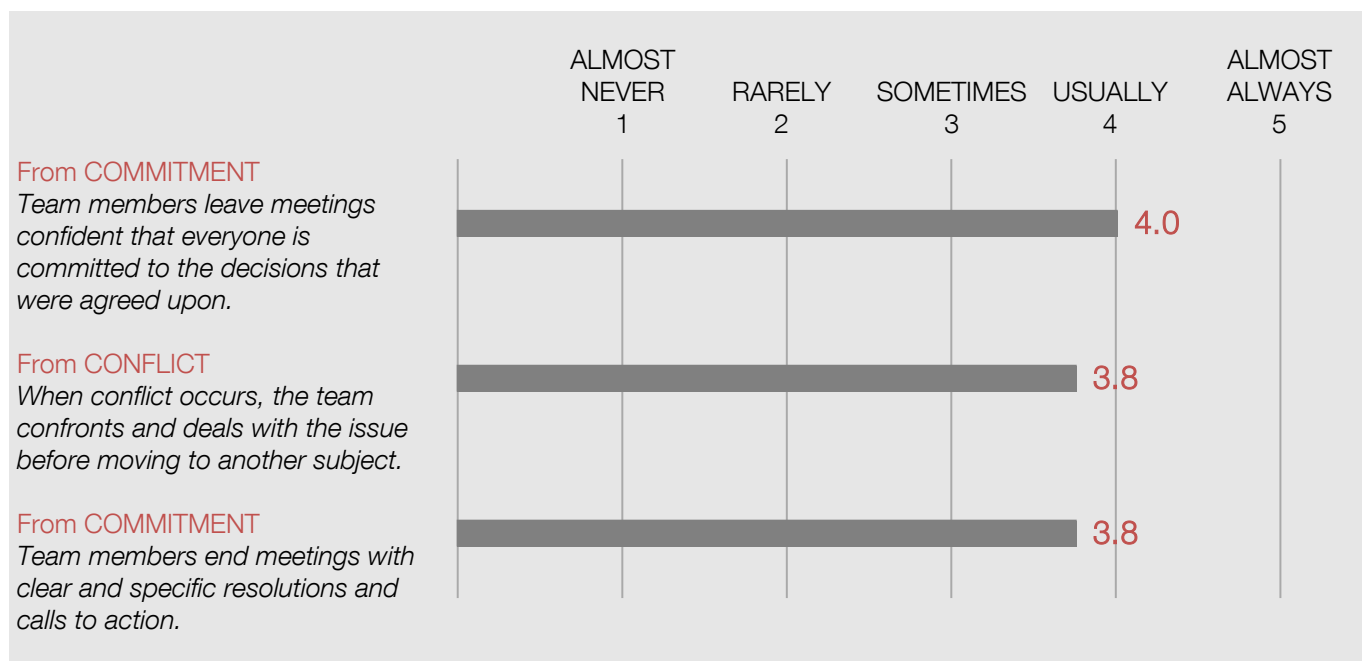 ALMOST
NEVER
1
RARELY
2
SOMETIMES
3
USUALLY
4
ALMOST
ALWAYS
5
From COMMITMENT
Team members leave meetings
confident that everyone is
committed to the decisions that
were agreed upon.
4.0
From CONFLICT
When conflict occurs, the team
confronts and deals with the issue
before moving to another subject.
3.8
From COMMITMENT
Team members end meetings with
clear and specific resolutions and
calls to action.
3.8